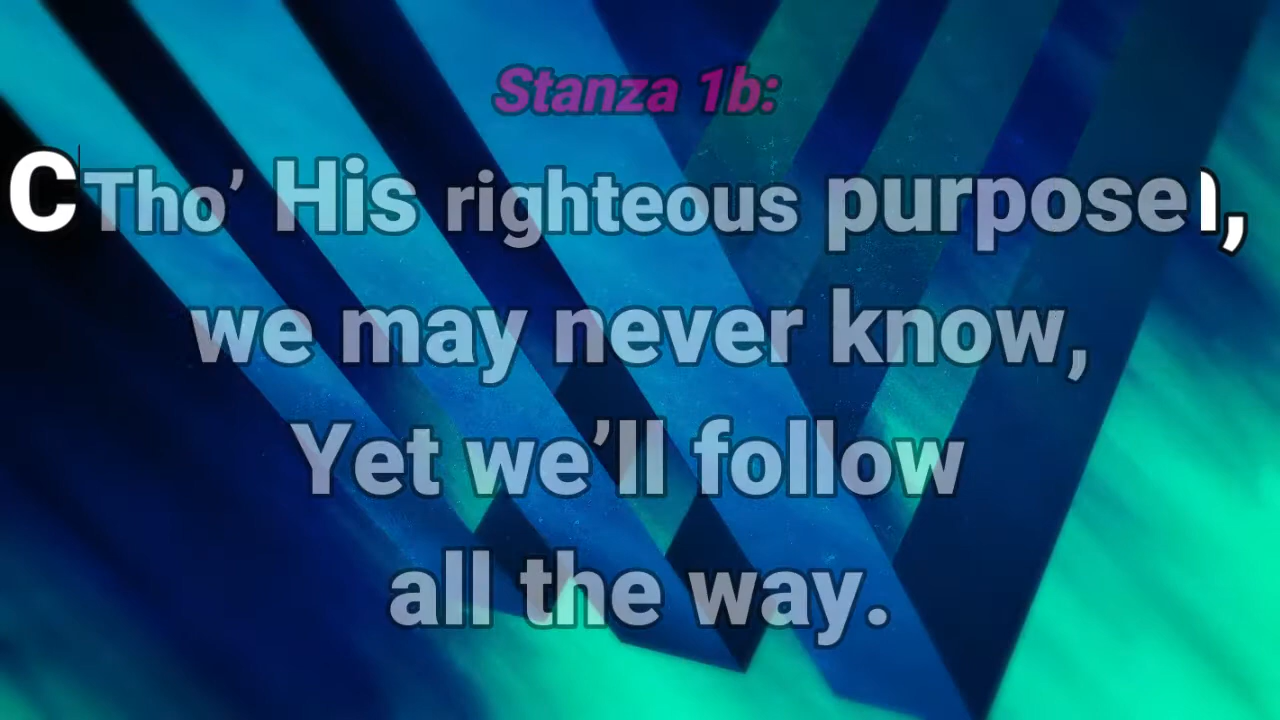 Stanza 1b:
C Tho’ His righteous purpose ,
we may never know,
Yet we’ll follow
all the way.